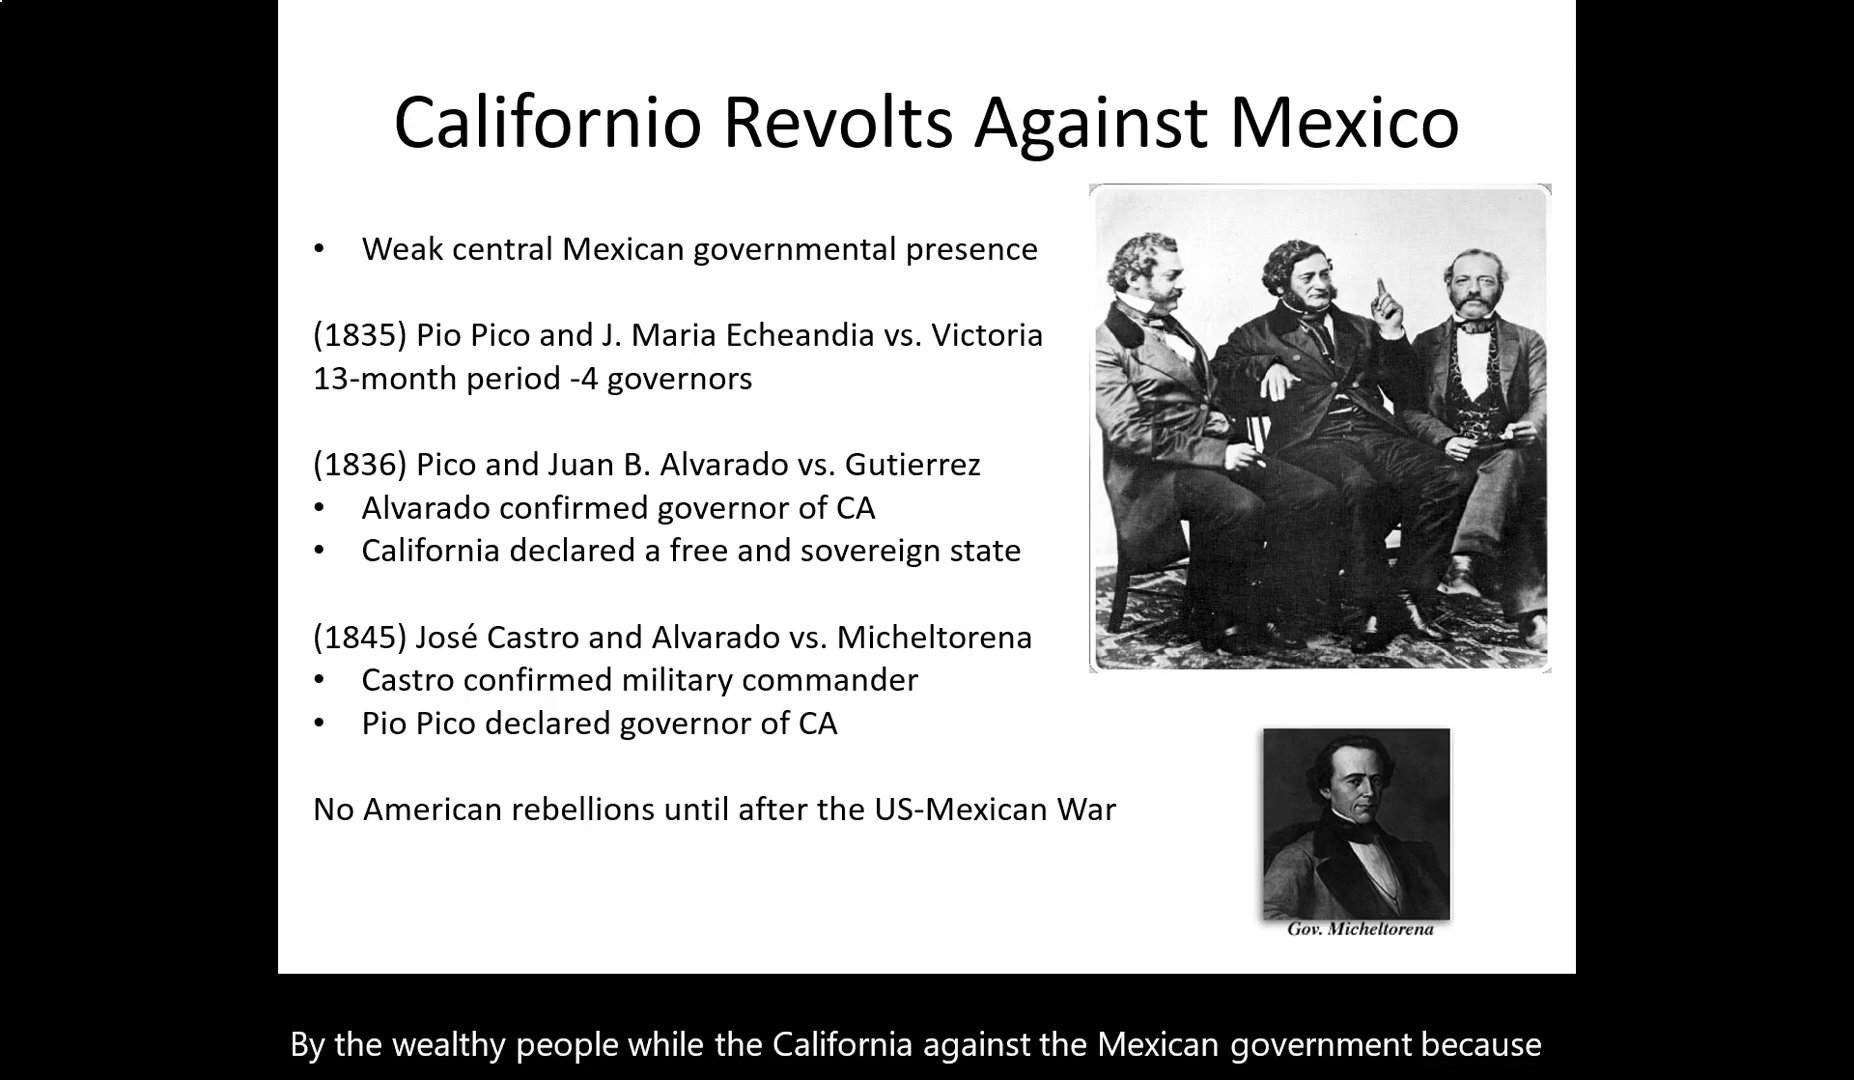 Californio Revolts Against Mexico
• Weak central Mexican governmental presence
(1835) Pio Pico and J. Maria Echeandia vs. Victoria
13-month period -4 governors
(1836) Pico and Juan B. Alvarado vs. Gutierrez
• Alvarado confirmed governor of CA
• California declared a free and sovereign state
(1845) José Castro and Alvarado vs. Micheltorena
• Castro confirmed military commander
• Pio Pico declared governor of CA
No American rebellions until after the US-Mexican War
Gov. Micheltorena
By the wealthy people while the California against the Mexican government because